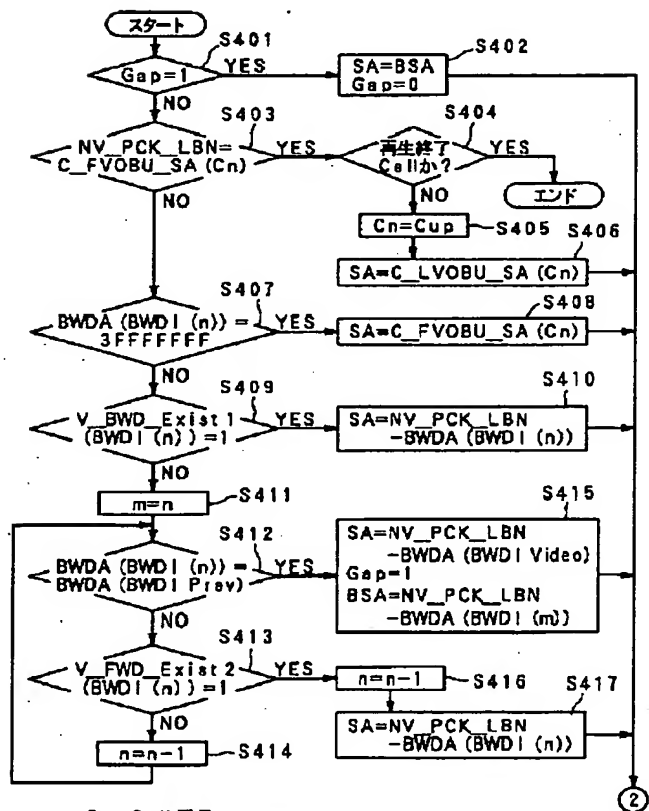 スタート
S401
Gap=1
YES
S402
SA=BSA
Gap=0
NO
S403
NV_PCK_LBN=
C_FVOBU_SA(Cn)
YES
S404
再生終了
Cellか?
YES
エンド
NO
NO
Cn=Cup
S405
S406
SA=C_LVOBU_SA(Cn)
S407
BWDA(BWDI(n))=
3FFFFFFF
YES
S408
SA=C_FVOBU_SA(Cn)
NO
S409
V_BWD_Exist1
(BWDI(n))=1
YES
S410
SA=NV_PCK_LBN
-BWDA(BWDI(n))
NO
m=n
S411
S412
BWDA(BWDI(n))=
BWDA(BWDI Prev)
YES
S415
SA=NV_PCK_LBN
-BWDA(BWDI Video)
Gap=1
BSA=NV_PCK_LBN
-BWDA(BWDI(m))
NO
S413
V_FWD_Exist2
(BWDI(n))=1
YES
n=n-1
S416
S417
SA=NV_PCK_LBN
-BWDA(BWDI(n))
NO
n=n-1
S414
2